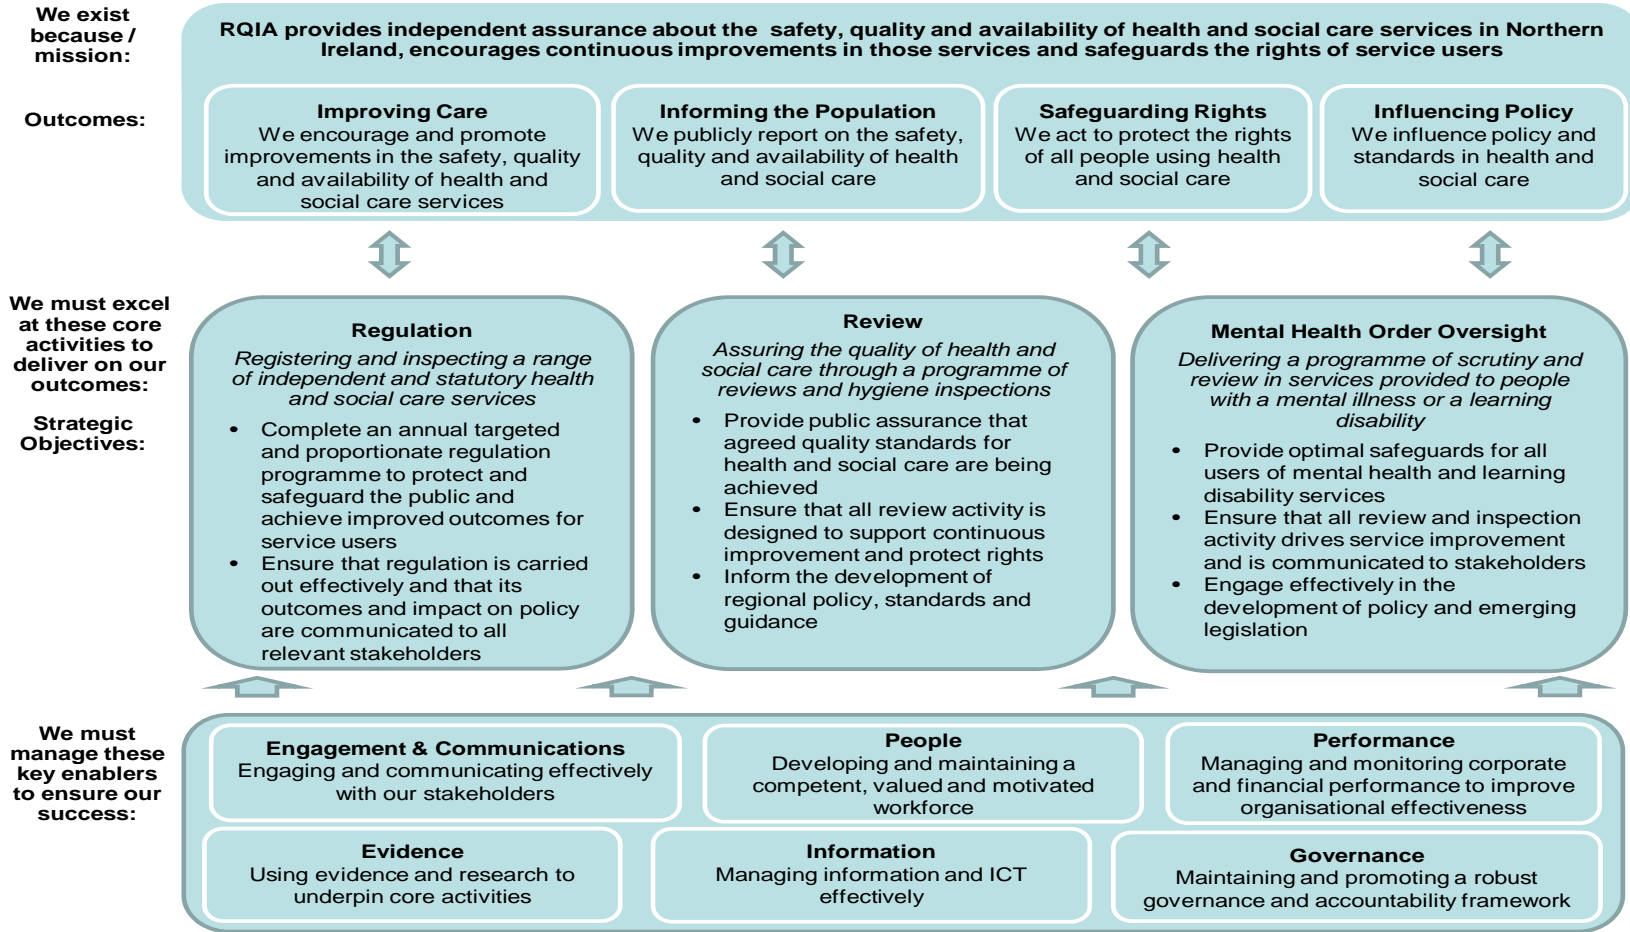 We exist
because /
mission:
RQIA provides independent assurance about the safety, quality and availability of health and social care services in Northern
Ireland, encourages continuous improvements in those services and safeguards the rights of service users
Outcomes:
Improving Care
We encourage and promote
improvements in the safety, quality
and availability of health and
social care services
Informing the Population
We publicly report on the safety,
quality and availability of health
and social care
Safeguarding Rights
We act to protect the rights
of all people using health
and social care
Influencing Policy
We influence policy and
standards in health and
social care
We must excel
at these core
activities to
deliver on our
outcomes:
Strategic
Objectives:
Regulation
Registering and inspecting a range
of independent and statutory health
and social care services
• Complete an annual targeted
and proportionate regulation
programme to protect and
safeguard the public and
achieve improved outcomes for
service users
• Ensure that regulation is carried
out effectively and that its
outcomes and impact on policy
are communicated to all
relevant stakeholders
Review
Assuring the quality of health and
social care through a programme of
reviews and hygiene inspections
• Provide public assurance that
agreed quality standards for
health and social care are being
achieved
• Ensure that all review activity is
designed to support continuous
improvement and protect rights
• Inform the development of
regional policy, standards and
guidance
Mental Health Order Oversight
Delivering a programme of scrutiny and
review in services provided to people
with a mental illness or a learning
disability
• Provide optimal safeguards for all
users of mental health and learning
disability services
• Ensure that all review and inspection
activity drives service improvement
and is communicated to stakeholders
• Engage effectively in the
development of policy and emerging
legislation
We must
manage these
key enablers
to ensure our
success:
Engagement & Communications
Engaging and communicating effectively
with our stakeholders
People
Developing and maintaining a
competent, valued and motivated
workforce
Performance
Managing and monitoring corporate
and financial performance to improve
organisational effectiveness
Evidence
Using evidence and research to
underpin core activities
Information
Managing information and ICT
effectively
Governance
Maintaining and promoting a robust
governance and accountability framework